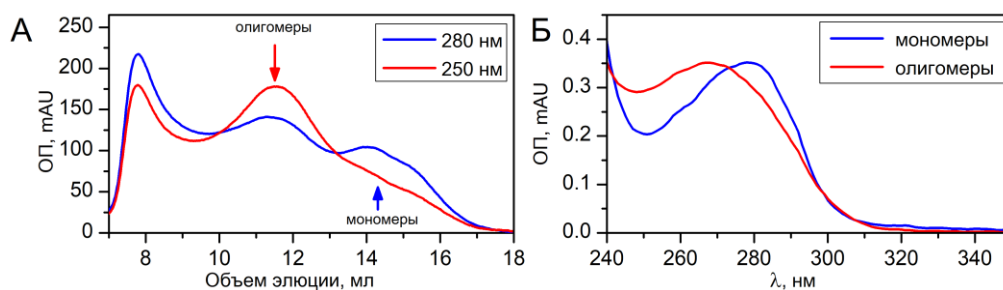 А
ОП, mAU
250
200
150
100
50
0
8
10
12
14
16
18
Объем элюции, мл
олигомеры
мономеры
280 нм
250 нм
Б
ОП, mAU
0.4
0.3
0.2
0.1
0.0
240
260
280
300
320
340
λ, нм
мономеры
олигомеры